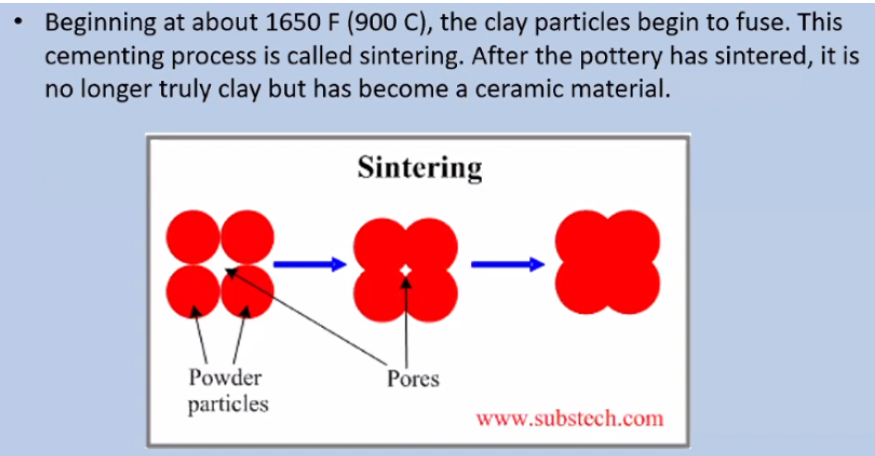 • Beginning at about 1650 F (900 C), the clay particles begin to fuse. This
cementing process is called sintering. After the pottery has sintered, it is
no longer truly clay but has become a ceramic material.
Sintering
Powder
particles
Pores
www.substech.com